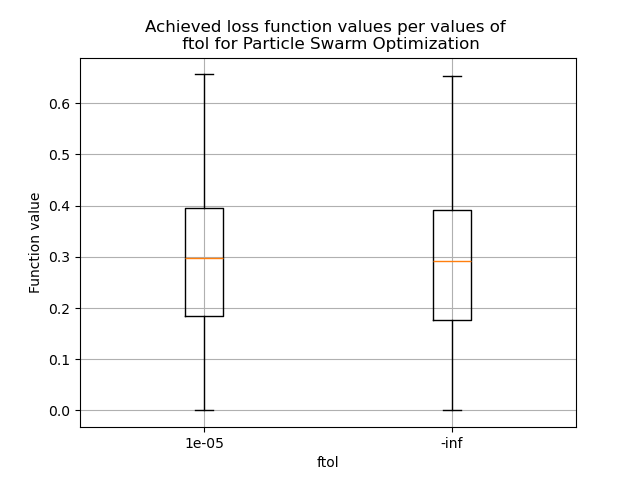 Achieved loss function values per values of
ftol for Particle Swarm Optimization
Function value
0.6
0.5
0.4
0.3
0.2
0.1
0.0
1e-05
-inf
ftol